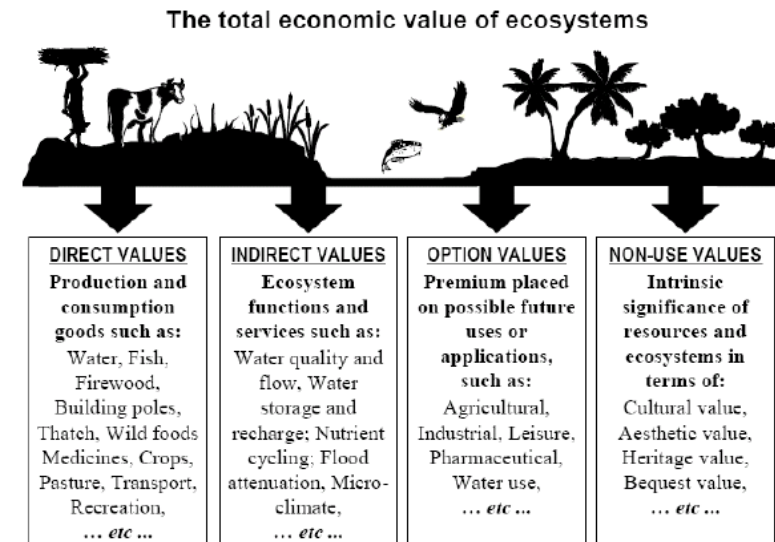 The total economic value of ecosystems
DIRECT VALUES
Production and
consumption
goods such as:
Water, Fish,
Firewood,
Building poles,
Thatch, Wild foods
Medicines, Crops,
Pasture, Transport,
Recreation,
... etc ...
INDIRECT VALUES
Ecosystem
functions and
services such as:
Water quality and
flow, Water
storage and
recharge; Nutrient
cycling; Flood
attenuation, Micro-
climate,
... etc ...
OPTION VALUES
Premium placed
on possible future
uses or
applications,
such as:
Agricultural,
Industrial, Leisure,
Pharmaceutical,
Water use,
... etc ...
NON-USE VALUES
Intrinsic
significance of
resources and
ecosystems in
terms of:
Cultural value,
Aesthetic value,
Heritage value,
Bequest value,
... etc ...